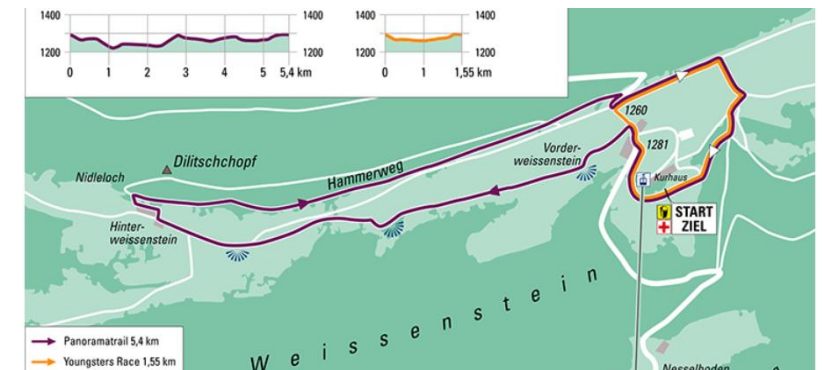 1400
1400
1400
1400
1200
1200
1200
1200
0 1 2 3 4 5 5,4 km
0 1 1,55 km
1260
1281
Dilitschchopf
Nidleloch
Hammerweg
Vorder-
weissenstein
Kurhaus
START
ZIEL
Hinter-
weissenstein
Weissenstein
Panoramatrail 5,4 km
Youngsters Race 1,55 km
Nesselboden